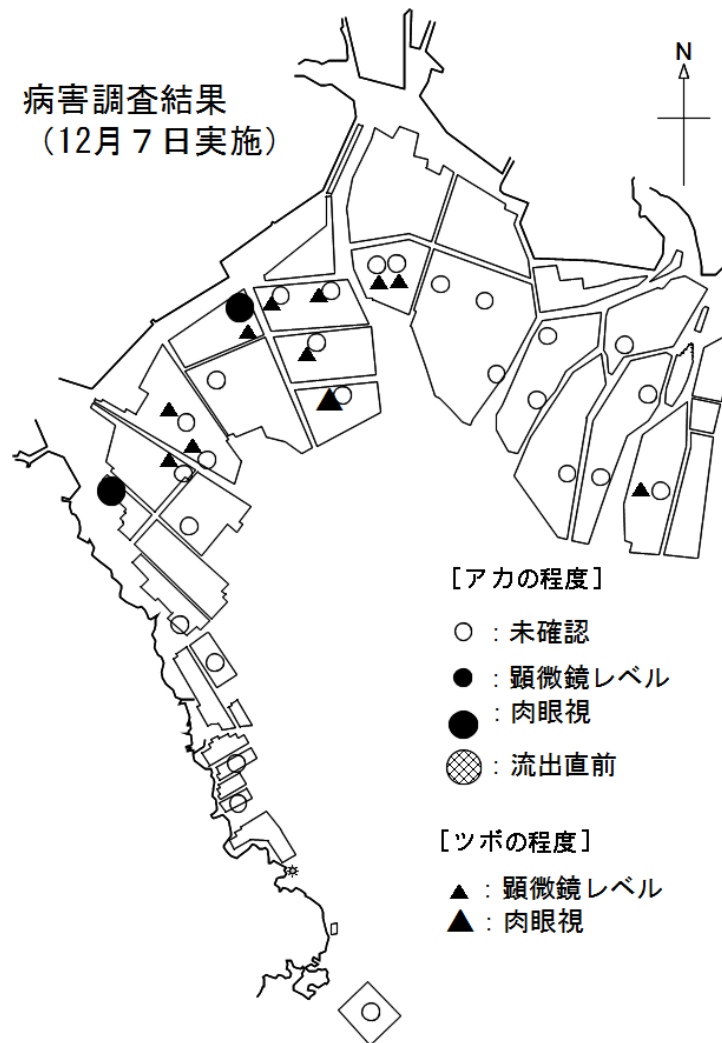 病害調査結果
(12月7日実施)
N
[アカの程度]
:未確認
:顕微鏡レベル
:肉眼視
:流出直前
[ツボの程度]
:顕微鏡レベル
:肉眼視